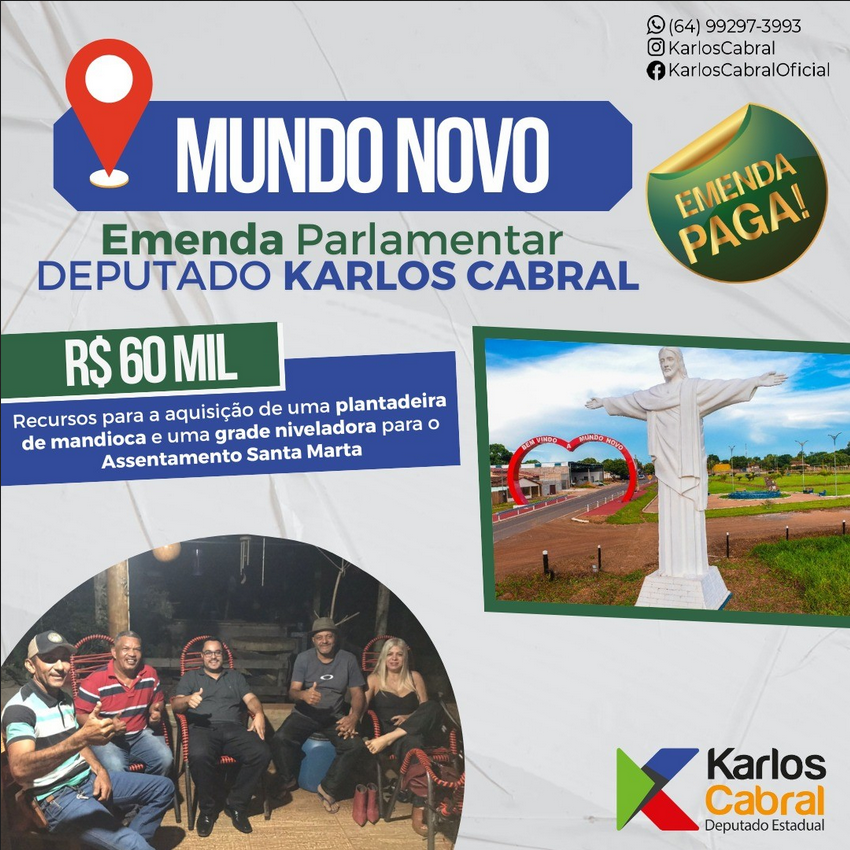 (64) 99297-3993
KarlosCabral
KarlosCabralOficial
MUNDO NOVO
EMENDA
PAGA!
Emenda Parlamentar
DEPUTADO KARLOS CABRAL
R$ 60 MIL
Recursos para a aquisição de uma plantadeira
de mandioca e uma grade niveladora para o
Assentamento Santa Marta
BEM VINDO A MUNDO NOVO
Karlos
Cabral
Deputado Estadual